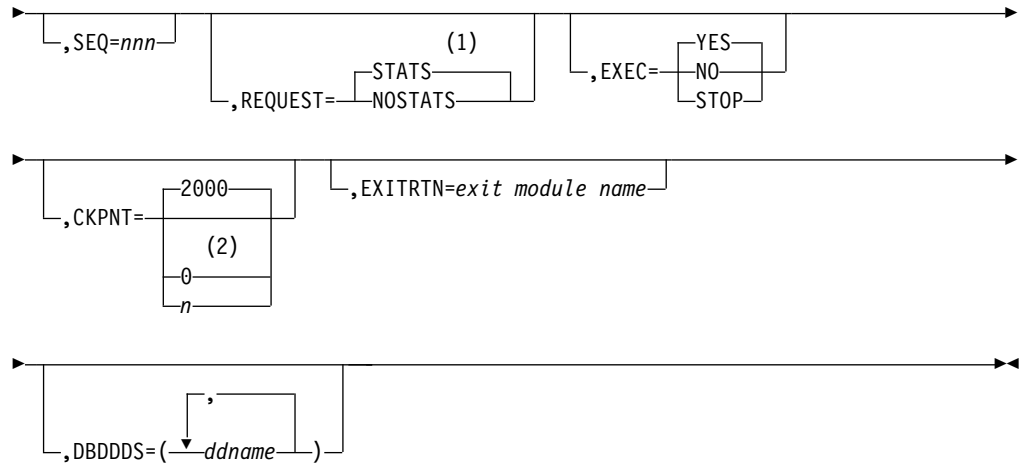 ,SEQ=nnn
(1)
STATS
,REQUEST= NOSTATS
YES
,EXEC= NO
STOP
2000
,CKPNT=
(2)
0
n
,EXITRTN=exit module name
,
,DBDDDS=( ddname )